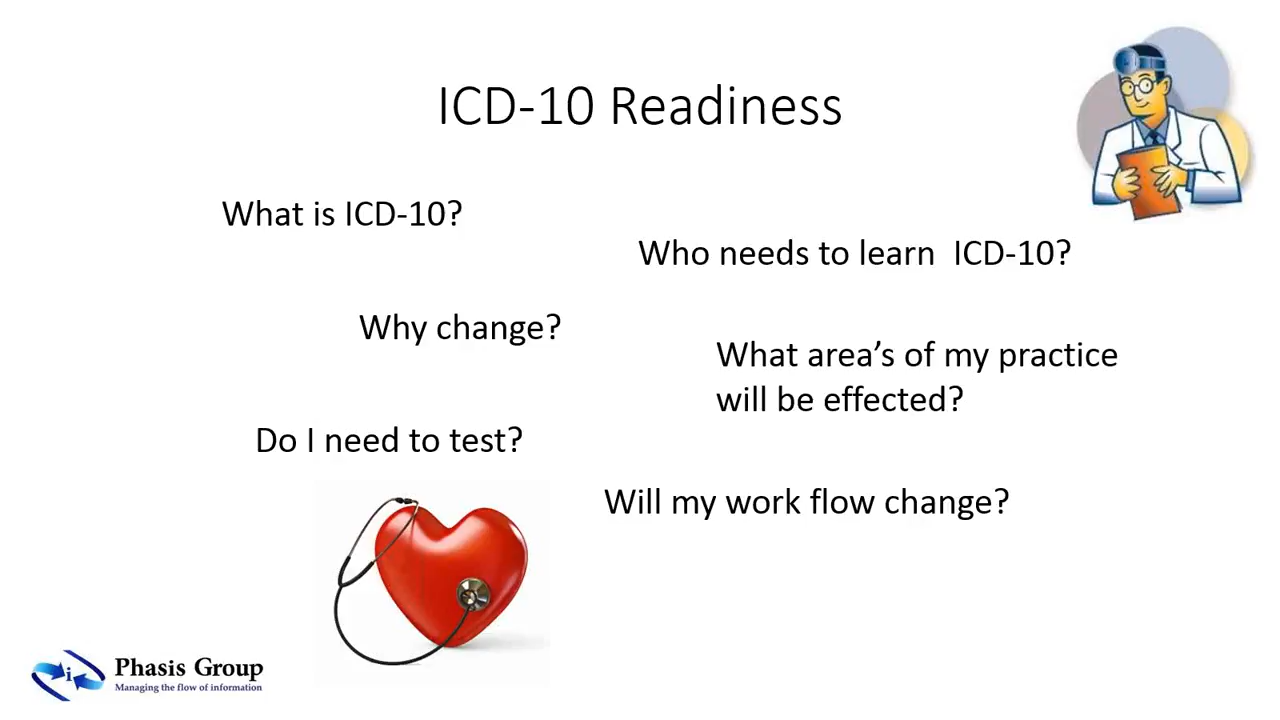 ICD-10 Readiness
What is ICD-10?
Who needs to learn  ICD-10?
Why change?
What area’s of my practice
will be effected?
Do I need to test?
Will my work flow change?
i
Phasis Group
Managing the flow of information